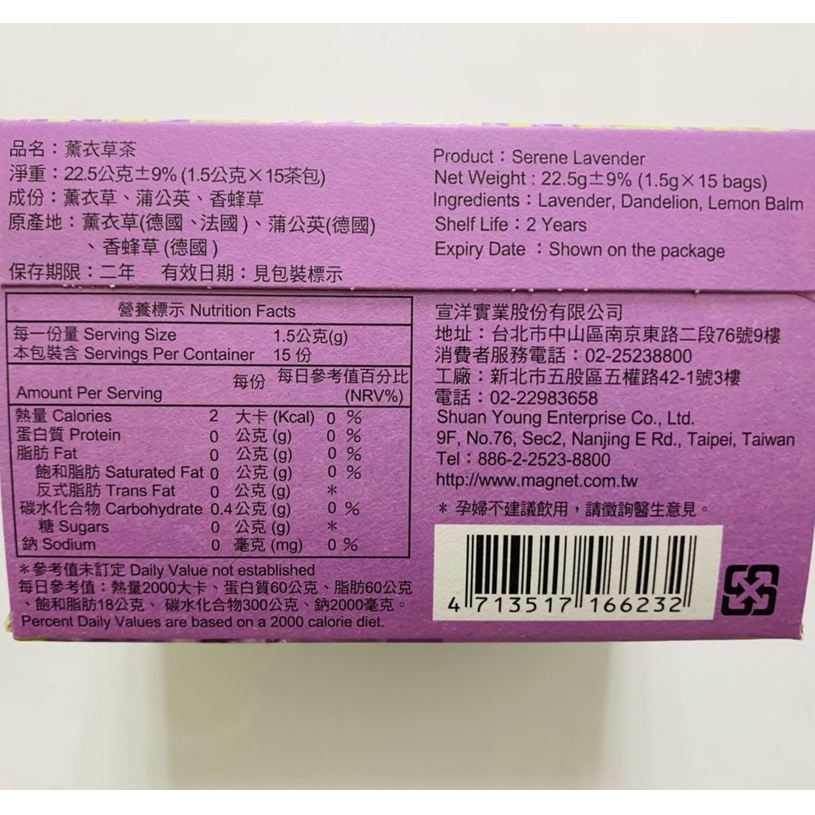 品名：薰衣草茶
淨重：22.5公克±9% (1.5公克×15茶包)
成份：薰衣草、蒲公英、香蜂草
原產地：薰衣草(德國、法國)、蒲公英(德國)
、香蜂草(德國)
保存期限：二年 有效日期：見包裝標示
Product：Serene Lavender
Net Weight：22.5g±9% (1.5g×15 bags)
Ingredients：Lavender, Dandelion, Lemon Balm
Shelf Life：2 Years
Expiry Date：Shown on the package
營養標示 Nutrition Facts
每一份量 Serving Size 1.5公克(g)
本包裝含 Servings Per Container 15 份
Amount Per Serving 每份 每日參考值百分比
(NRV%)
熱量 Calories 2 大卡 (Kcal) 0 %
蛋白質 Protein 0 公克 (g) 0 %
脂肪 Fat 0 公克 (g) 0 %
飽和脂肪 Saturated Fat 0 公克 (g) 0 %
反式脂肪 Trans Fat 0 公克 (g) *
碳水化合物 Carbohydrate 0.4公克 (g) 0 %
糖 Sugars 0 公克 (g) *
鈉 Sodium 0 毫克 (mg) 0 %
*參考值未訂定 Daily Value not established
每日參考值：熱量2000大卡、蛋白質60公克、脂肪60公克
、飽和脂肪18公克、碳水化合物300公克、鈉2000毫克。
Percent Daily Values are based on a 2000 calorie diet.
宣洋實業股份有限公司
地址：台北市中山區南京東路二段76號9樓
消費者服務電話：02-25238800
工廠：新北市五股區五權路42-1號3樓
電話：02-22983658
Shuan Young Enterprise Co., Ltd.
9F, No.76, Sec2, Nanjing E Rd., Taipei, Taiwan
Tel：886-2-2523-8800
http://www.magnet.com.tw
* 孕婦不建議飲用，請徵詢醫生意見。
4 713517 166232